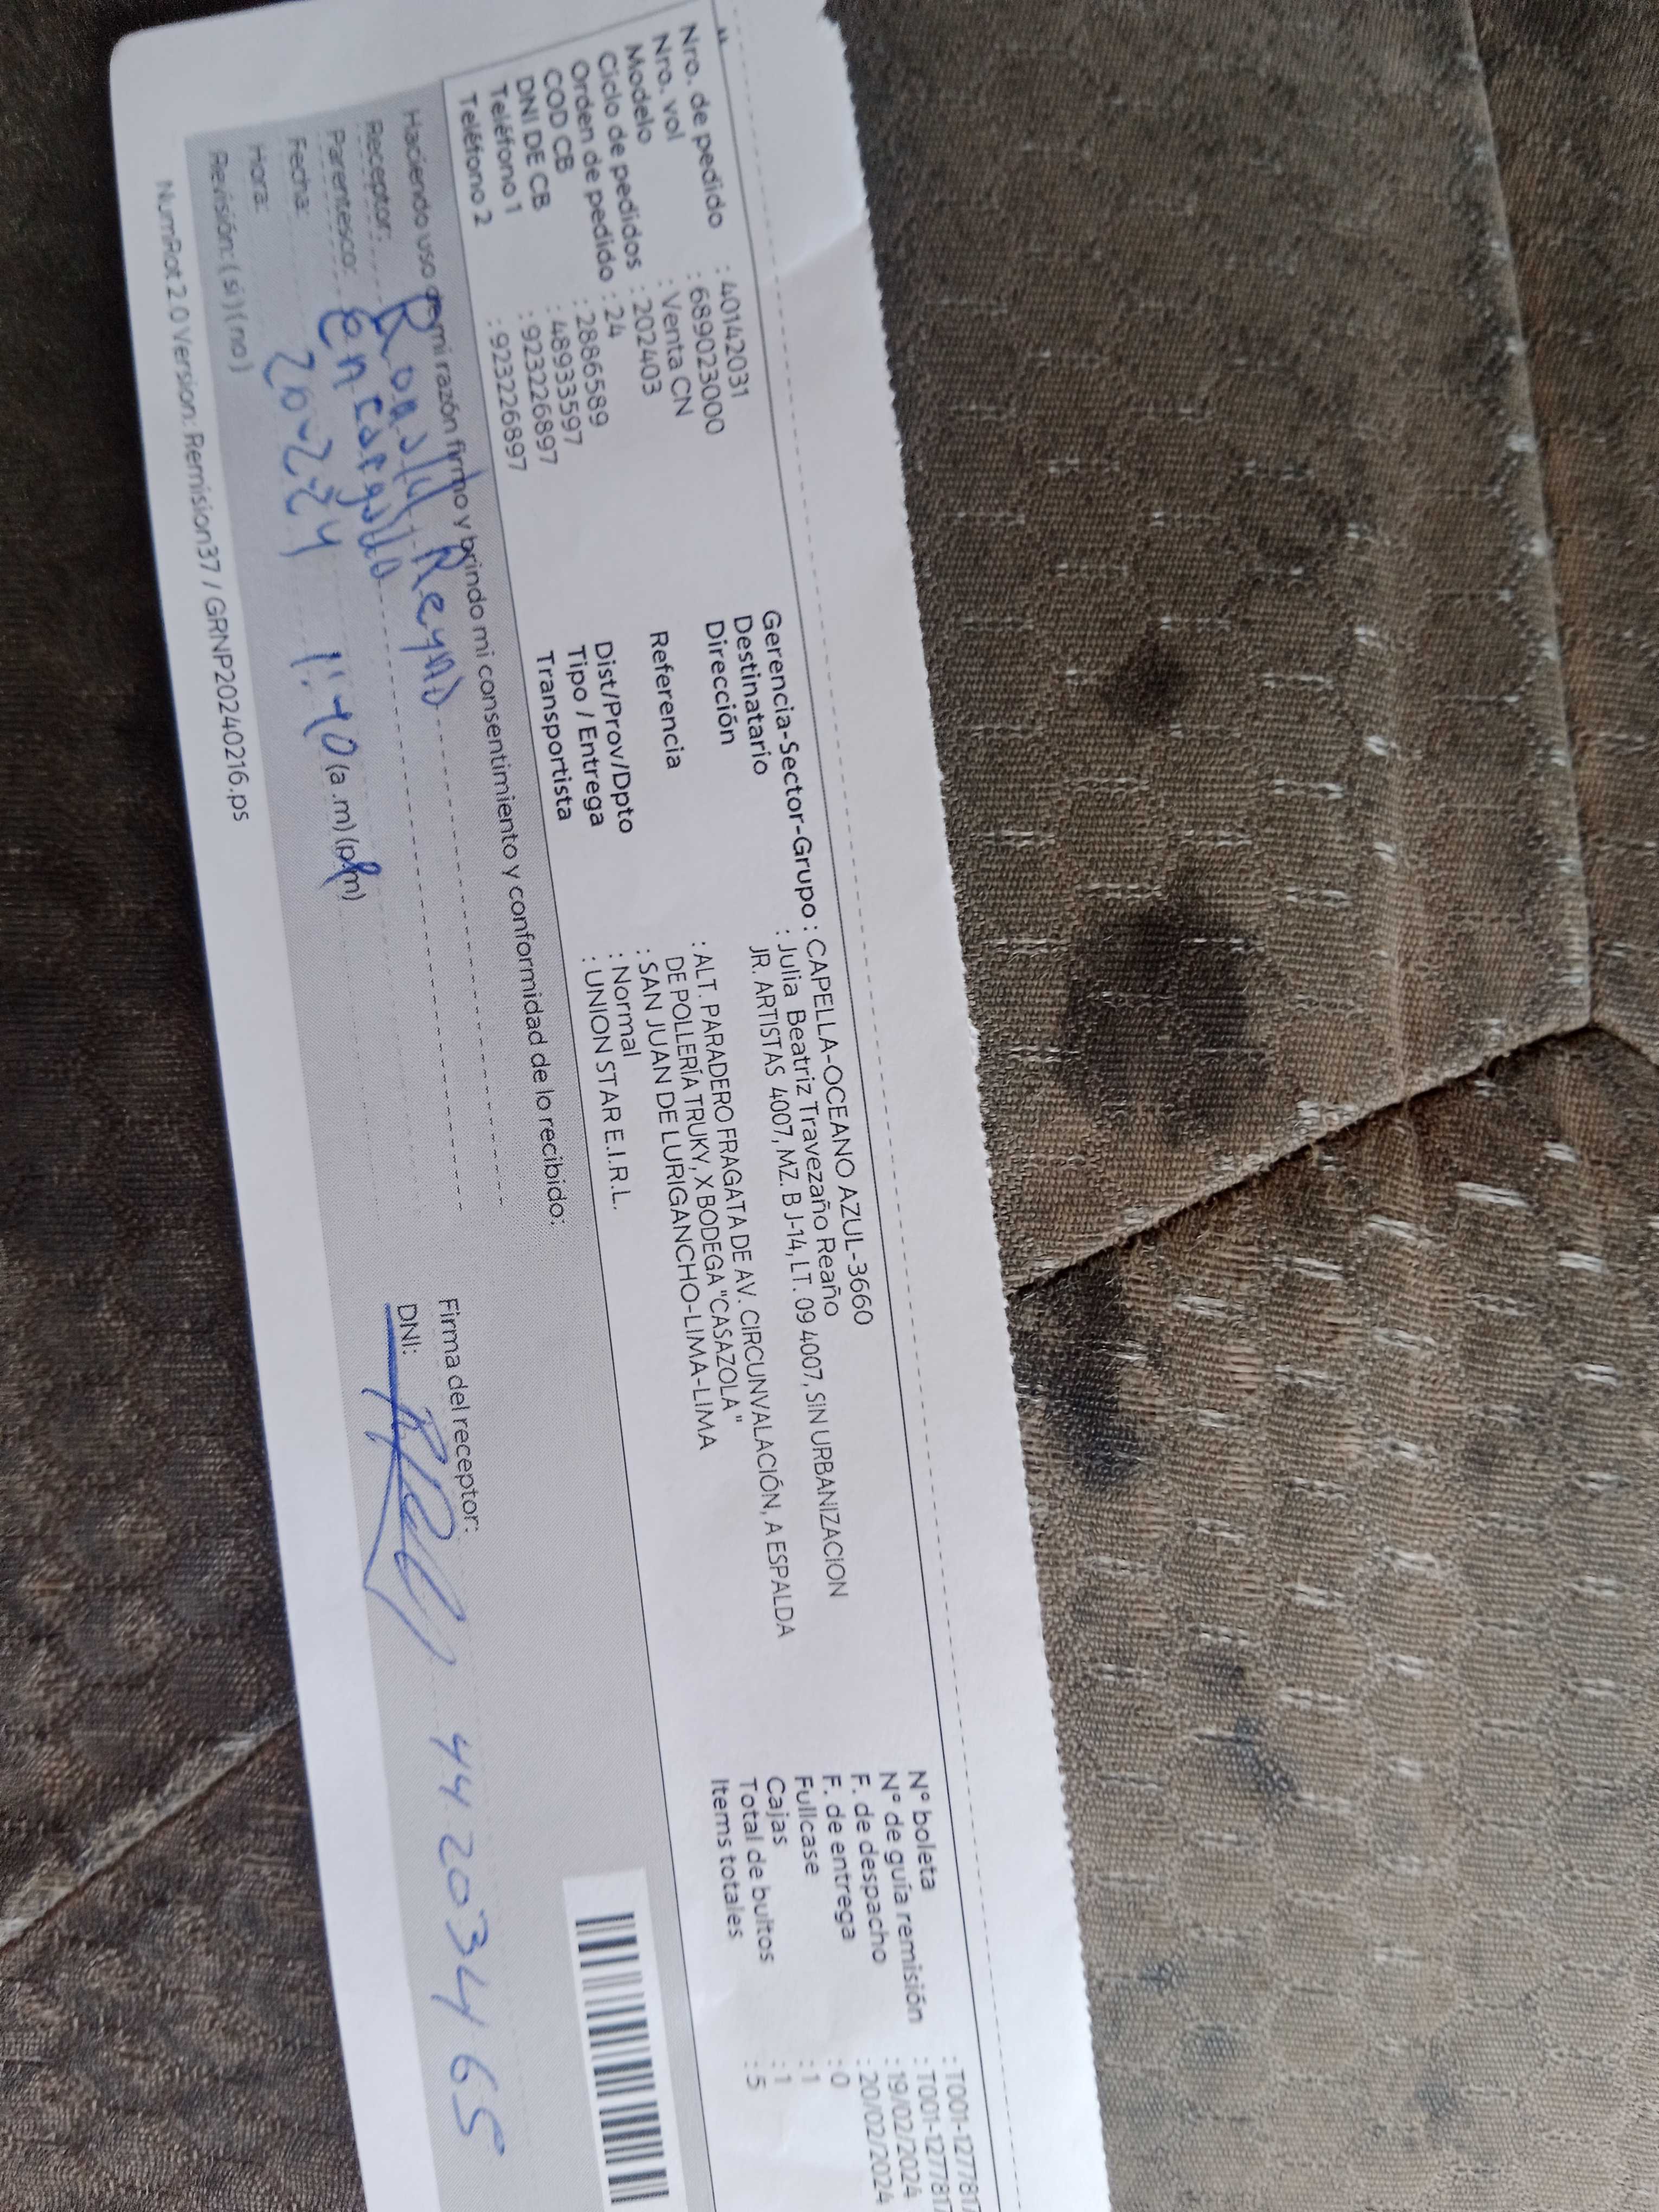 Nro. de pedido : 40142031
Nro. vol : 689023000
Modelo : Venta CN
Ciclo de pedidos : 202403
Orden de pedido : 24
COD CB : 2886589
DNI DE CB : 48933597
Teléfono 1 : 923226897
Teléfono 2 : 923226897
Gerencia-Sector-Grupo : CAPELLA-OCEANO AZUL-3660
Destinatario : Julia Beatriz Travezaño Reaño
Dirección JR. ARTISTAS 4007, MZ. B J-14, LT. 09 4007, SIN URBANIZACION
Referencia : ALT. PARADERO FRAGATA DE AV. CIRCUNVALACIÓN, A ESPALDA
DE POLLERÍA TRUKY, X BODEGA "CASAZOLA"
Dist/Prov/Dpto : SAN JUAN DE LURIGANCHO-LIMA-LIMA
Tipo / Entrega : Normal
Transportista : UNION STAR E.I.R.L.
N° boleta : T001-1277817
N° de guía remisión : T001-1277817
F. de despacho : 19/02/2024
F. de entrega : 20/02/2024
Fullcase : 0
Cajas : 1
Total de bultos : 1
Items totales : 5
Haciendo uso de mi razón firmo y brindo mi consentimiento y conformidad de lo recibido:
Receptor:
Parentesco: Encargado
Fecha: 20-2-24
Hora: 1:40 (a.m) (p.m)
Revisión: ( si ) ( no )
Firma del receptor:
DNI: 44203465
NumRot 2.0 Version: Remision37 / GRNP20240216.ps